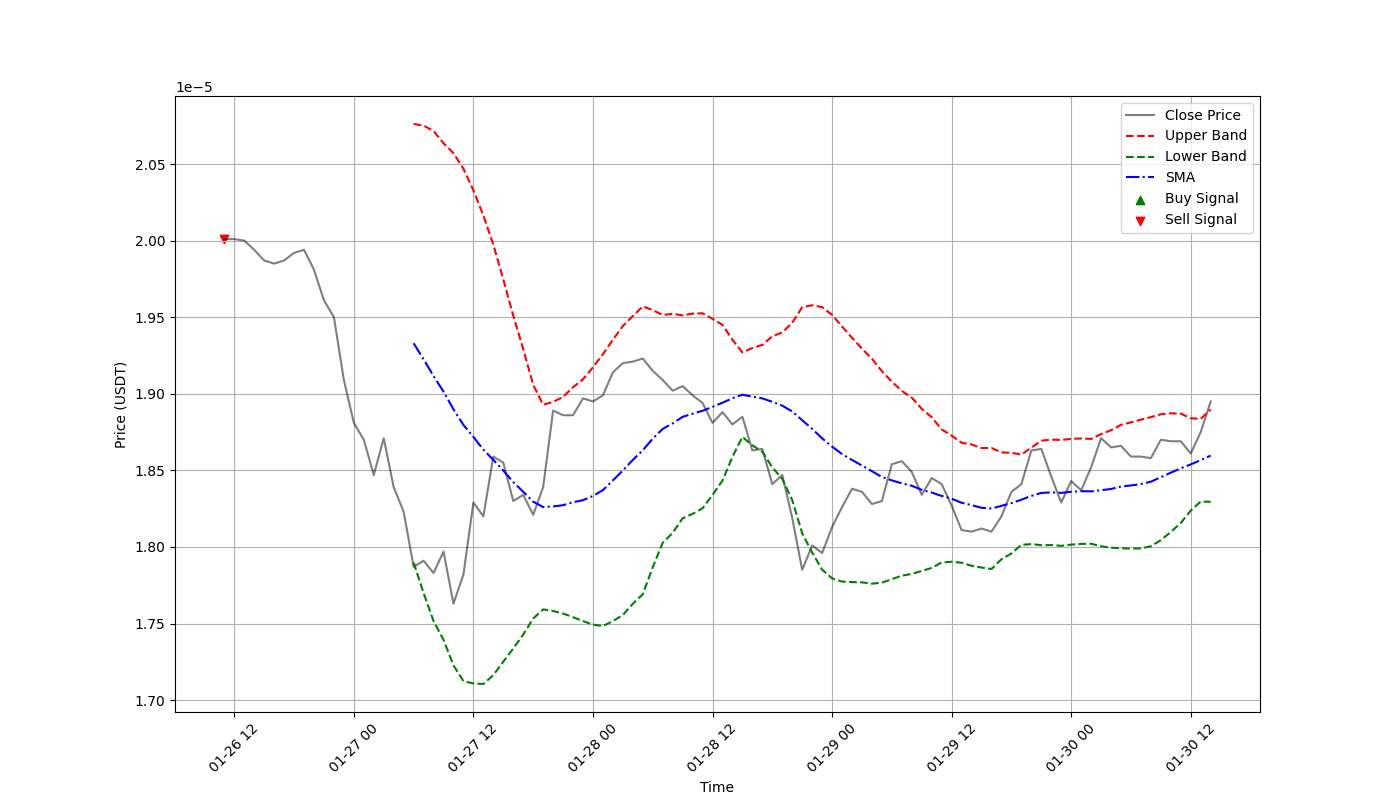 1e−5
Close Price
Upper Band
Lower Band
SMA
Buy Signal
Sell Signal
2.05
2.00
1.95
1.90
1.85
1.80
1.75
1.70
Price (USDT)
01-26 12
01-27 00
01-27 12
01-28 00
01-28 12
01-29 00
01-29 12
01-30 00
01-30 12
Time